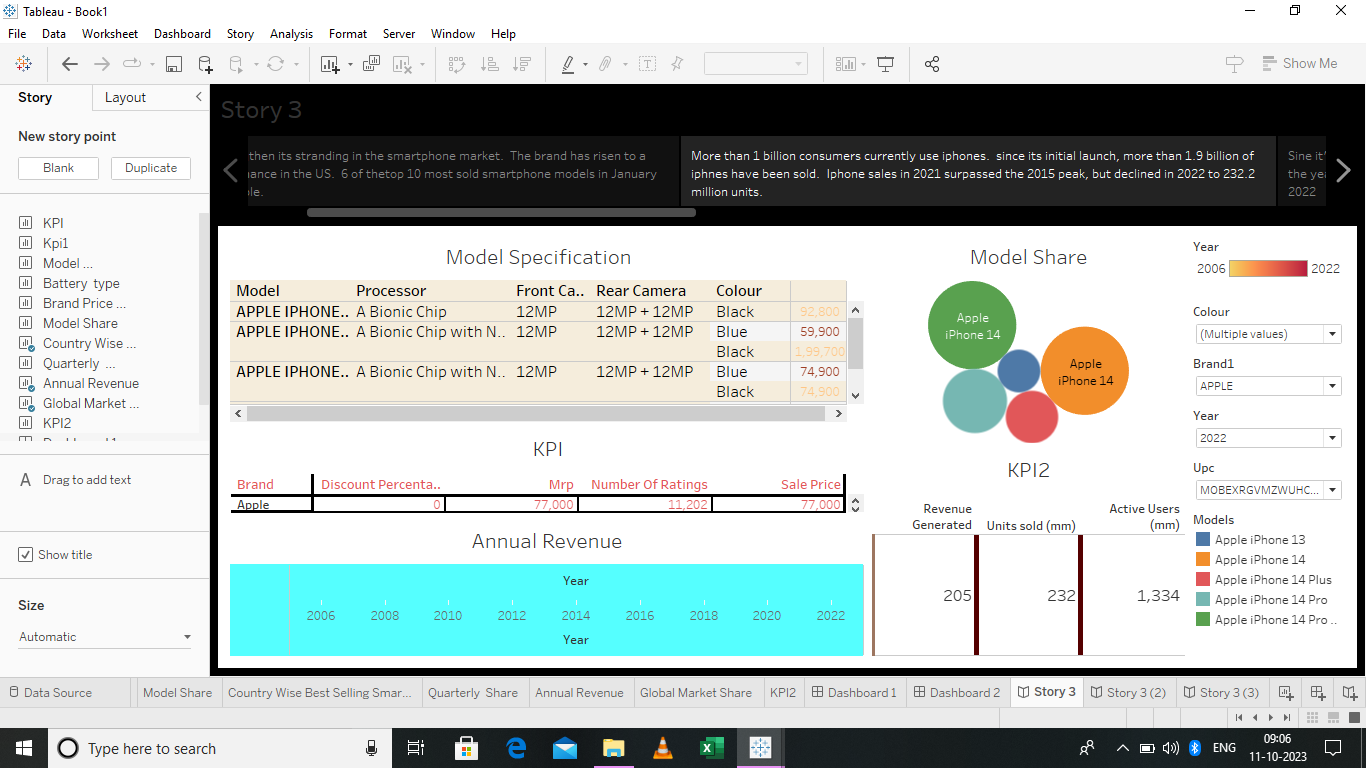 Tableau - Book1
File Data Worksheet Dashboard Story Analysis Format Server Window Help
Show Me
Story Layout
New story point
Blank Duplicate
KPI
Kpi1
Model ...
Battery type
Brand Price ...
Model Share
Country Wise ...
Quarterly ...
Annual Revenue
Global Market ...
KPI2
A Drag to add text
Show title
Size
Automatic
Story 3
then its stranding in the smartphone market. The brand has risen to a
ance in the US. 6 of thetop 10 most sold smartphone models in January
le.
More than 1 billion consumers currently use iphones. since its initial launch, more than 1.9 billion of
iphnes have been sold. Iphone sales in 2021 surpassed the 2015 peak, but declined in 2022 to 232.2
million units.
Sine it'
the yea
2022
Model Specification
Model Processor Front Ca.. Rear Camera Colour
APPLE IPHONE.. A Bionic Chip 12MP 12MP + 12MP Black 92,800
APPLE IPHONE.. A Bionic Chip with N.. 12MP 12MP + 12MP Blue 59,900
Black 1,99,700
APPLE IPHONE.. A Bionic Chip with N.. 12MP 12MP + 12MP Blue 74,900
Black 74,900
KPI
Brand Discount Percenta.. Mrp Number Of Ratings Sale Price
Apple 0 77,000 11,202 77,000
Annual Revenue
Year
2006 2008 2010 2012 2014 2016 2018 2020 2022
Year
Model Share
Apple
iPhone 14
Apple
iPhone 14
KPI2
Revenue
Generated
Units sold (mm)
Active Users
(mm)
205 232 1,334
Year
2006 2022
Colour
(Multiple values)
Brand1
APPLE
Year
2022
Upc
MOBEXRGVMZWUHC...
Models
Apple iPhone 13
Apple iPhone 14
Apple iPhone 14 Plus
Apple iPhone 14 Pro
Apple iPhone 14 Pro ..
Data Source Model Share Country Wise Best Selling Smar... Quarterly Share Annual Revenue Global Market Share KPI2 Dashboard 1 Dashboard 2 Story 3 Story 3 (2) Story 3 (3)
Type here to search
ENG
09:06
11-10-2023